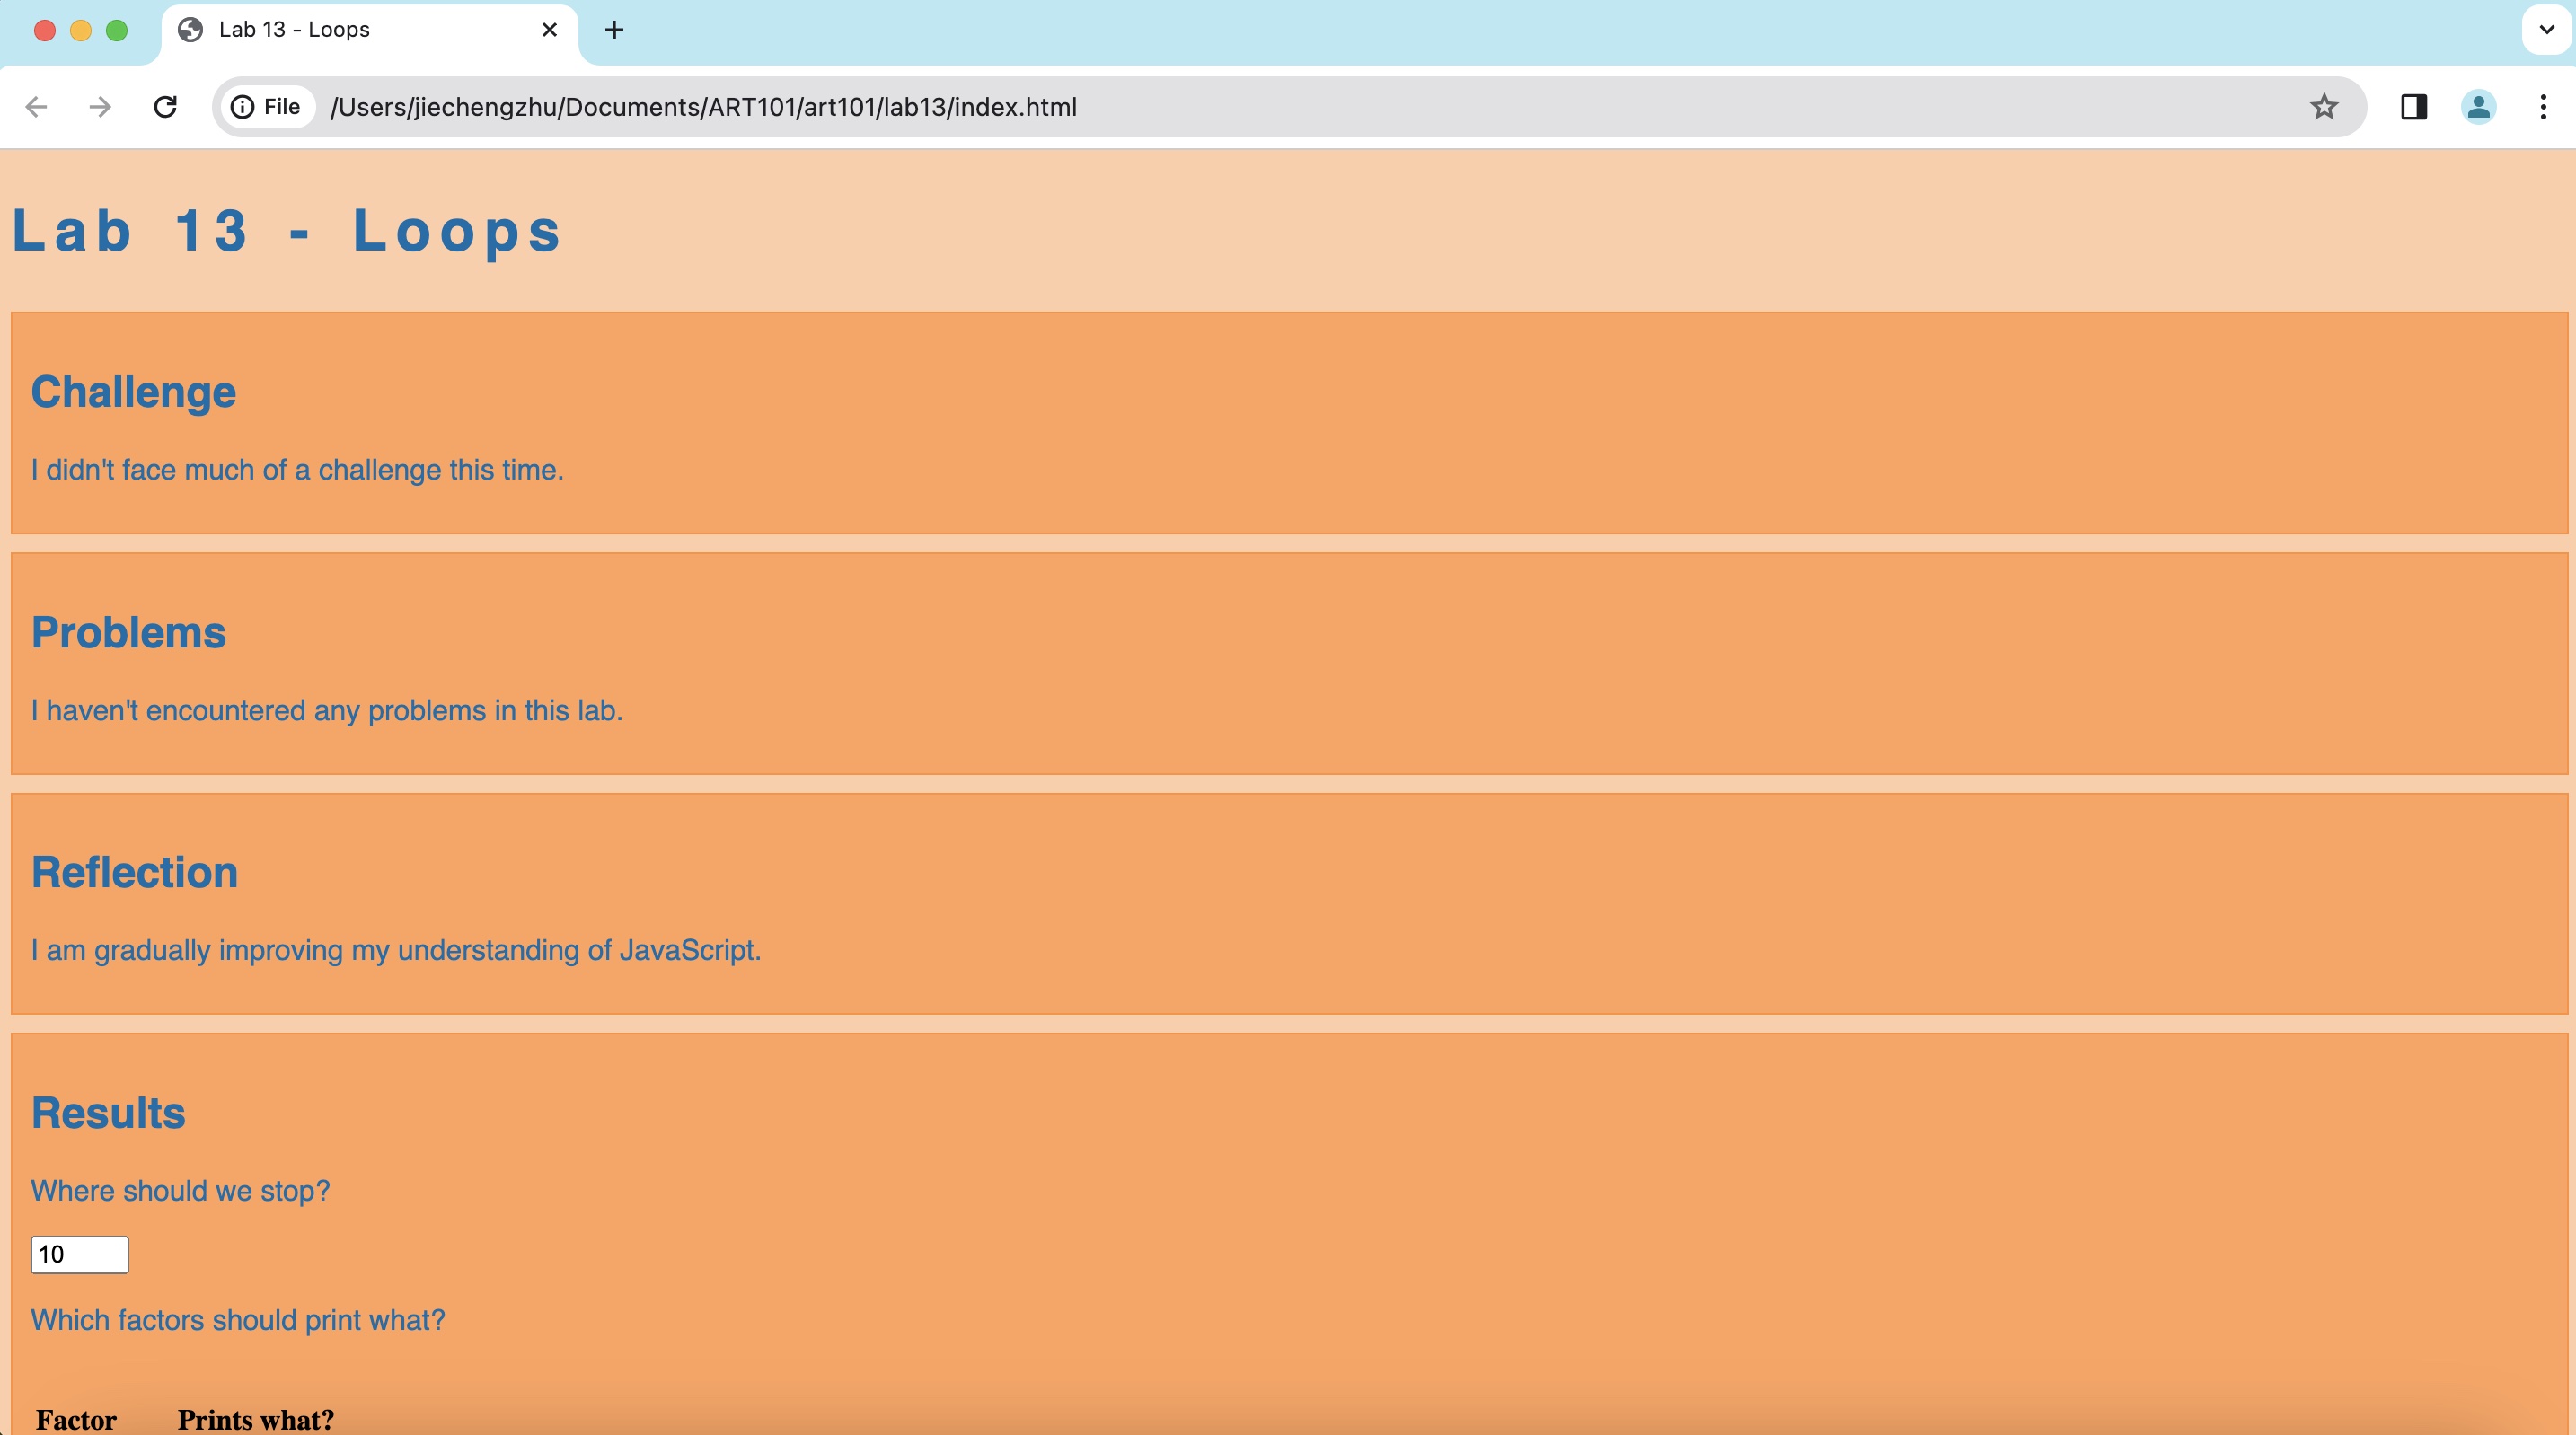 Lab 13 - Loops
File /Users/jiechengzhu/Documents/ART101/art101/lab13/index.html
Lab 13 - Loops
Challenge
I didn't face much of a challenge this time.
Problems
I haven't encountered any problems in this lab.
Reflection
I am gradually improving my understanding of JavaScript.
Results
Where should we stop?
10
Which factors should print what?
Factor Prints what?